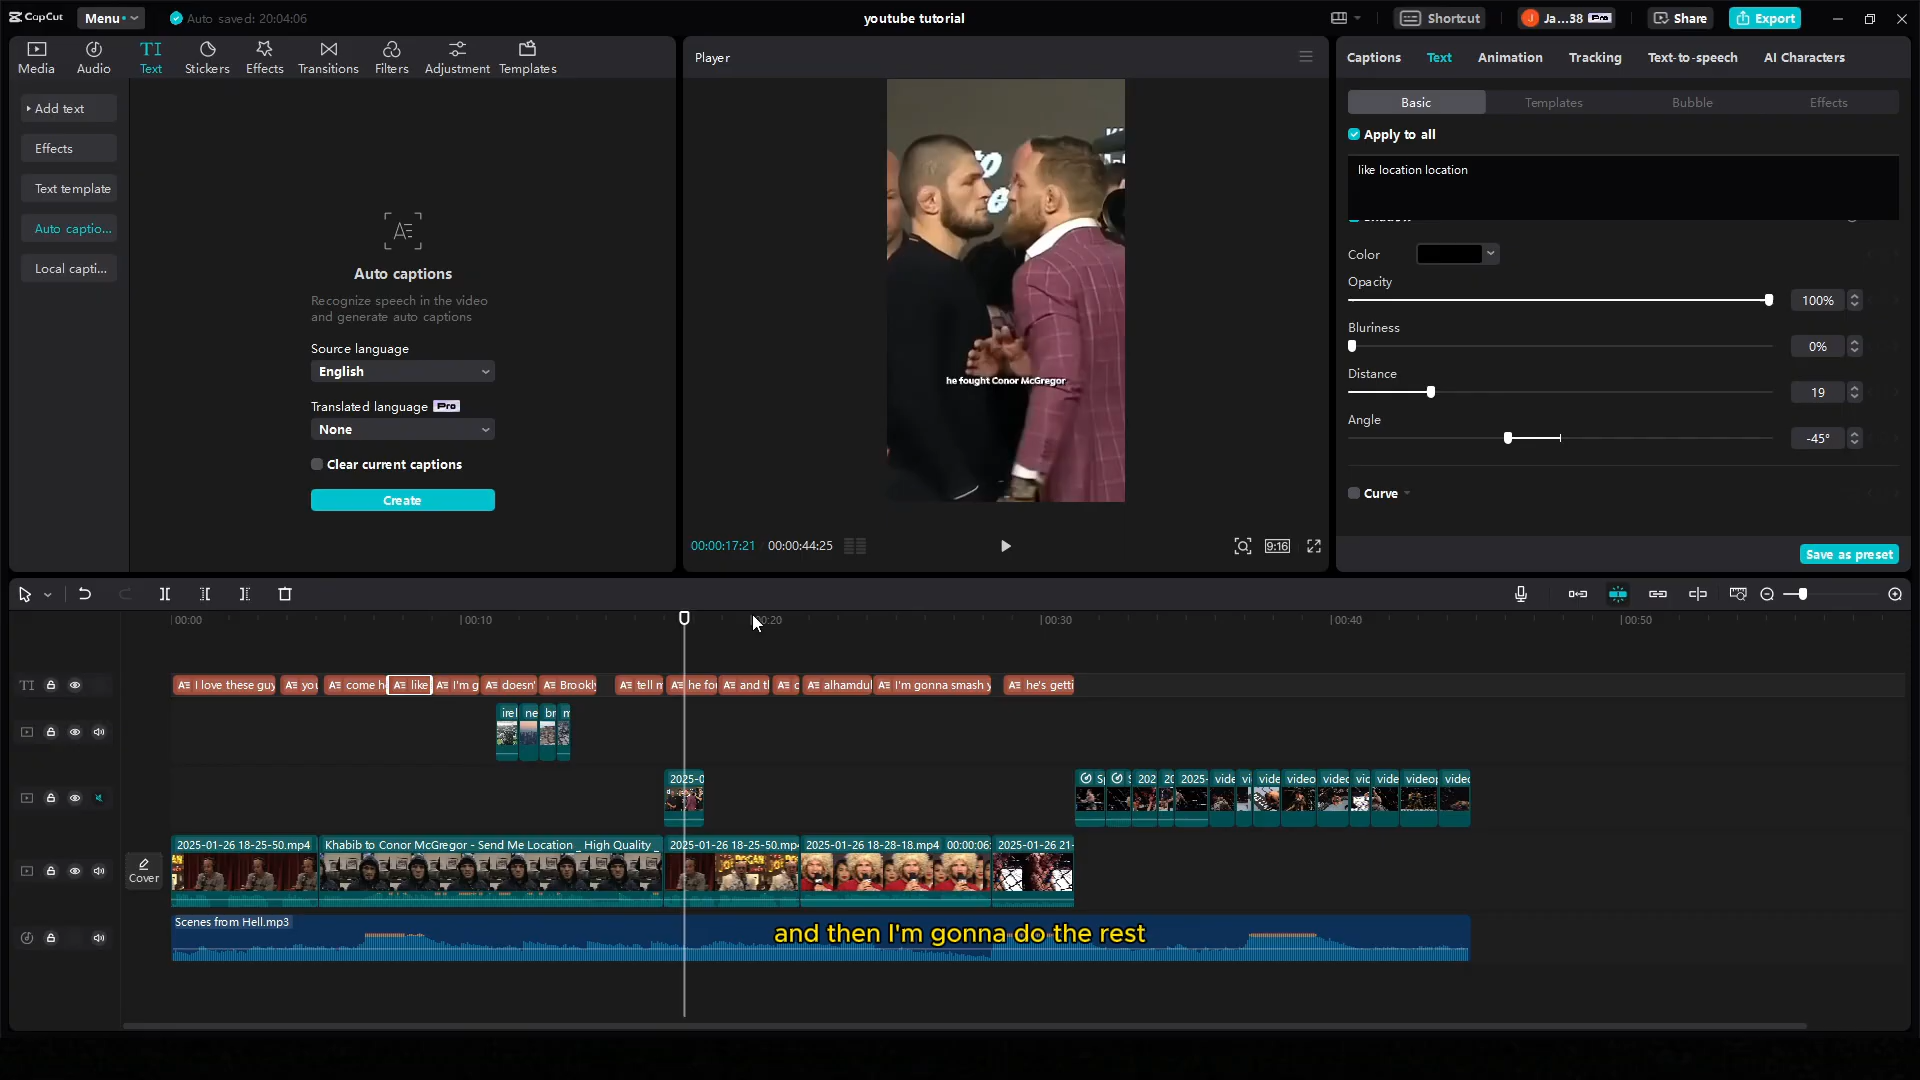 CapCut
Menu
Auto saved: 20:04:06
youtube tutorial
Shortcut
J
Ja...38
Pro
Share
Export
Media
Audio
TI
Text
Stickers
Effects
Transitions
Filters
Adjustment
Templates
Add text
Effects
Text template
Auto captio...
Local capti...
Auto captions
Recognize speech in the video
and generate auto captions
Source language
English
Translated language Pro
None
Clear current captions
Create
Player
he fought Conor McGregor
00:00:17:21
00:00:44:25
9:16
Captions
Text
Animation
Tracking
Text-to-speech
AI Characters
Basic
Templates
Bubble
Effects
Apply to all
like location location
Color
Opacity
100%
Bluriness
0%
Distance
19
Angle
-45°
Curve
Save as preset
00:00
00:10
00:20
00:30
00:40
00:50
I love these guy
you
come h
like
I'm g
doesn'
Brookl
tell m
he fou
and t
alhamdul
I'm gonna smash y
he's getti
irel
ne
br
2025-0
202
20
2025-
vide
vi
vide
video
video
vid
vide
video
video
Cover
2025-01-26 18-25-50.mp4
Khabib to Conor McGregor - Send Me Location _ High Quality _
2025-01-26 18-25-50.mp
2025-01-26 18-28-18.mp4
00:00:06:
2025-01-26 21-
Scenes from Hell.mp3
and then I'm gonna do the rest